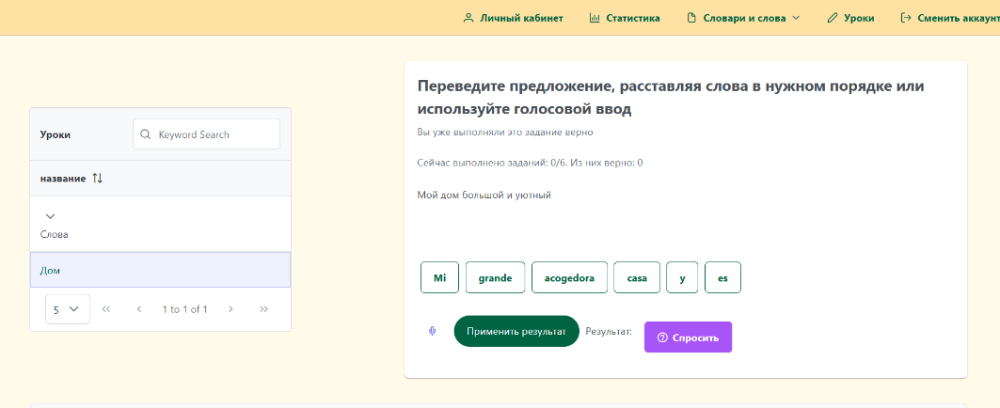 Личный кабинет Статистика Словари и слова Уроки Сменить аккаунт
Уроки Keyword Search
название
Слова
Дом
5 1 to 1 of 1
Переведите предложение, расставляя слова в нужном порядке или
используйте голосовой ввод
Вы уже выполняли это задание верно
Сейчас выполнено заданий: 0/6. Из них верно: 0
Мой дом большой и уютный
Mi grande acogedora casa y es
Применить результат Результат: Спросить